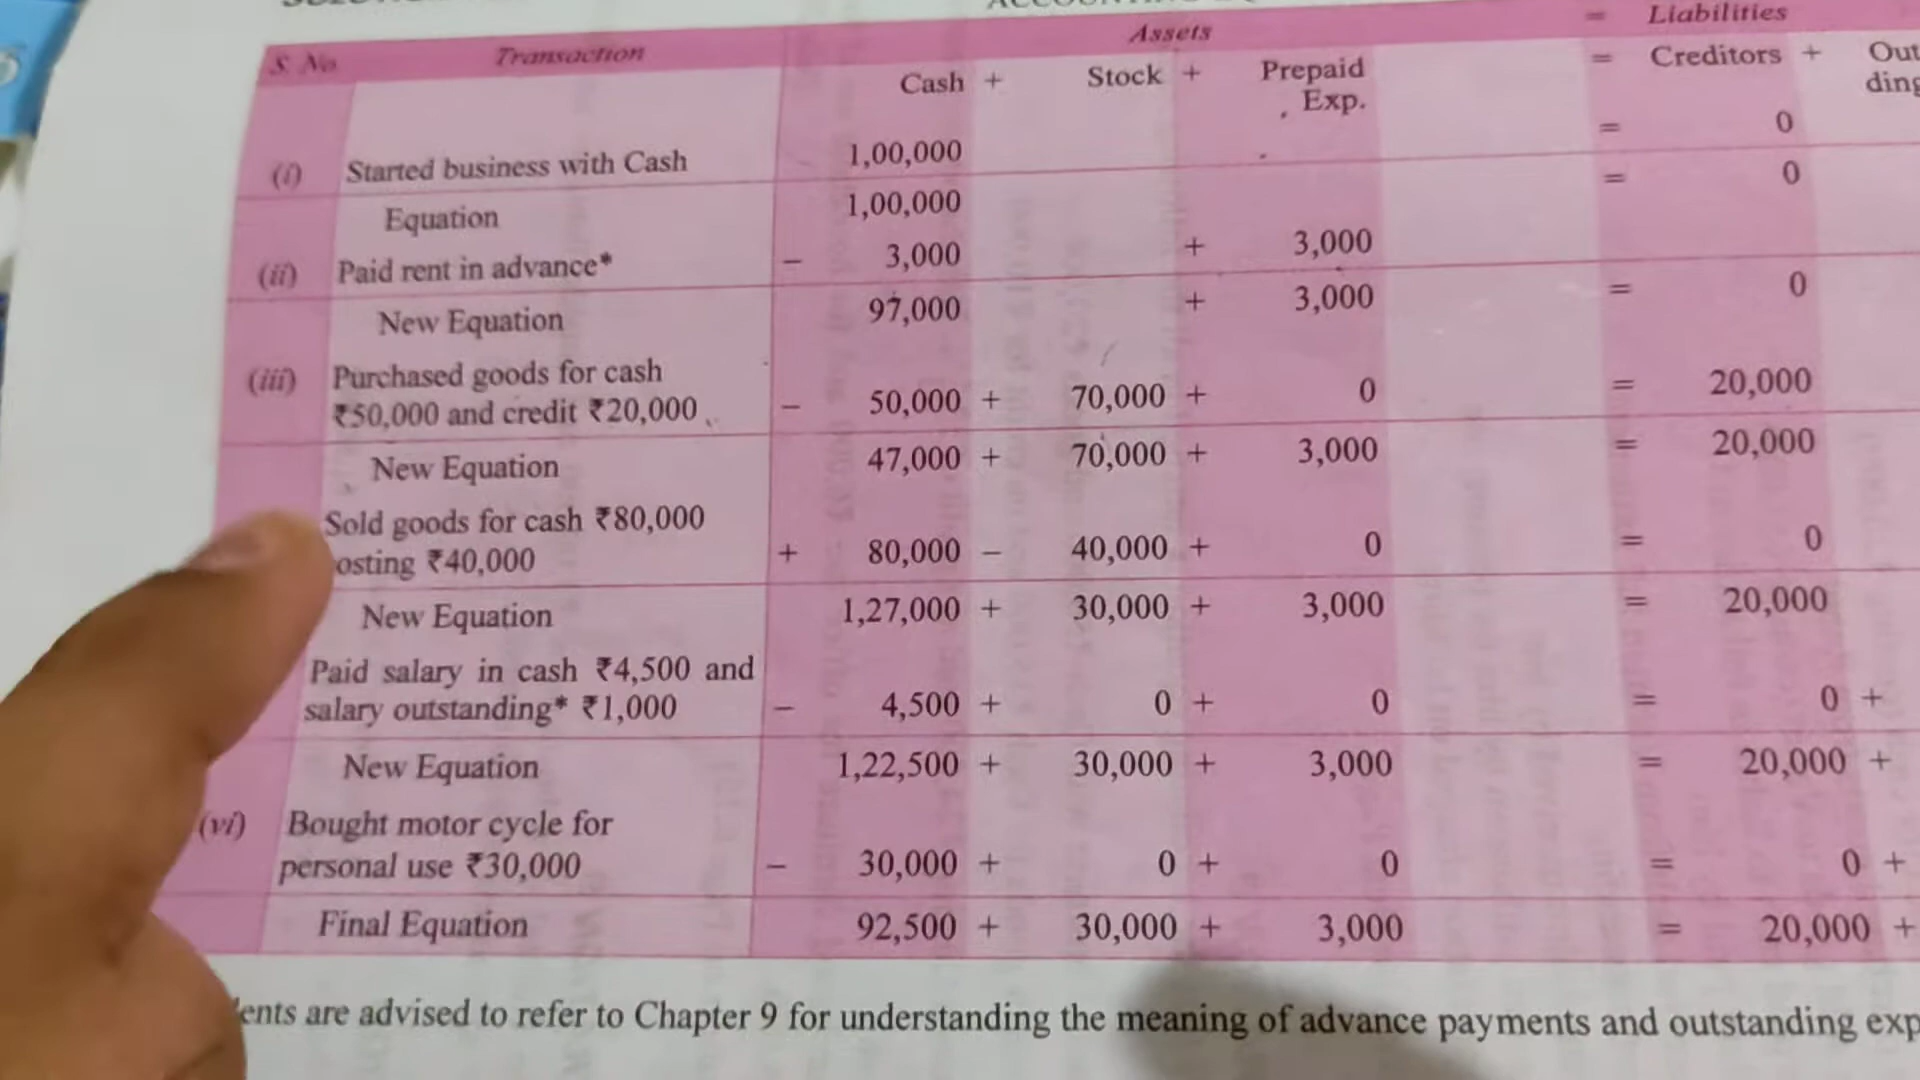 Assets = Liabilities
S. No. Transaction Cash + Stock + Prepaid = Creditors +
Exp.
(i) Started business with Cash 1,00,000 = 0
Equation 1,00,000 = 0
(ii) Paid rent in advance* − 3,000 + 3,000
New Equation 97,000 + 3,000 = 0
(iii) Purchased goods for cash
₹50,000 and credit ₹20,000 − 50,000 + 70,000 + 0 = 20,000
New Equation 47,000 + 70,000 + 3,000 = 20,000
Sold goods for cash ₹80,000
osting ₹40,000 + 80,000 − 40,000 + 0 = 0
New Equation 1,27,000 + 30,000 + 3,000 = 20,000
Paid salary in cash ₹4,500 and
salary outstanding* ₹1,000 − 4,500 + 0 + 0 = 0 +
New Equation 1,22,500 + 30,000 + 3,000 = 20,000 +
(vi) Bought motor cycle for
personal use ₹30,000 − 30,000 + 0 + 0 = 0 +
Final Equation 92,500 + 30,000 + 3,000 = 20,000 +
ents are advised to refer to Chapter 9 for understanding the meaning of advance payments and outstanding exp